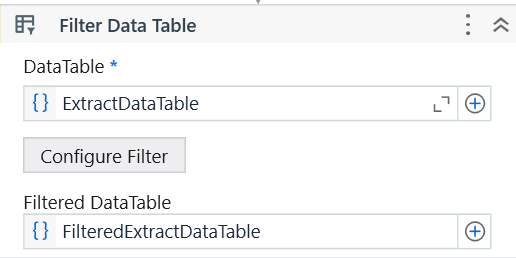 Filter Data Table
DataTable *
{} ExtractDataTable
Configure Filter
Filtered DataTable
{} FilteredExtractDataTable